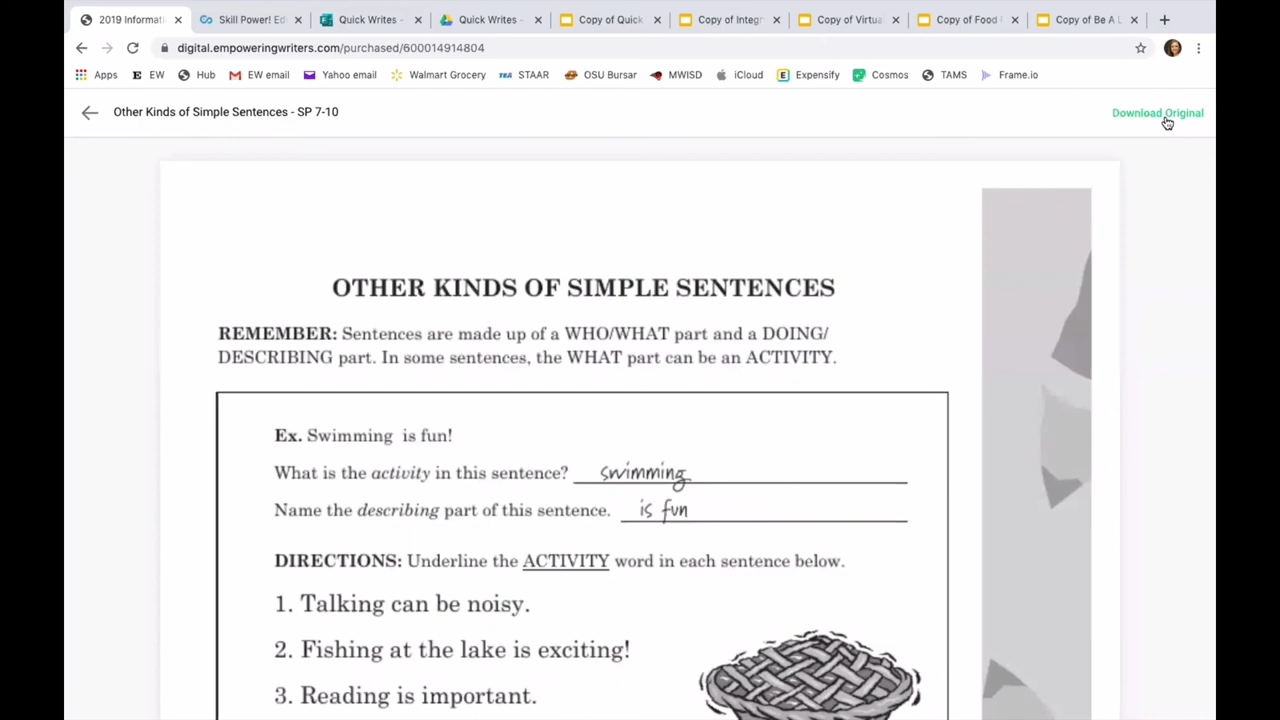 2019 Informati
Skill Power! Ed
Quick Writes -
Quick Writes -
Copy of Quick
Copy of Integr
Copy of Virtua
Copy of Food
Copy of Be A L
digital.empoweringwriters.com/purchased/600014914804
Apps EW Hub EW email Yahoo email Walmart Grocery STAAR OSU Bursar MWISD iCloud Expensify Cosmos TAMS Frame.io
Other Kinds of Simple Sentences - SP 7-10
Download Original
OTHER KINDS OF SIMPLE SENTENCES
REMEMBER: Sentences are made up of a WHO/WHAT part and a DOING/
DESCRIBING part. In some sentences, the WHAT part can be an ACTIVITY.
Ex. Swimming is fun!
What is the activity in this sentence? swimming
Name the describing part of this sentence. is fun
DIRECTIONS: Underline the ACTIVITY word in each sentence below.
1. Talking can be noisy.
2. Fishing at the lake is exciting!
3. Reading is important.